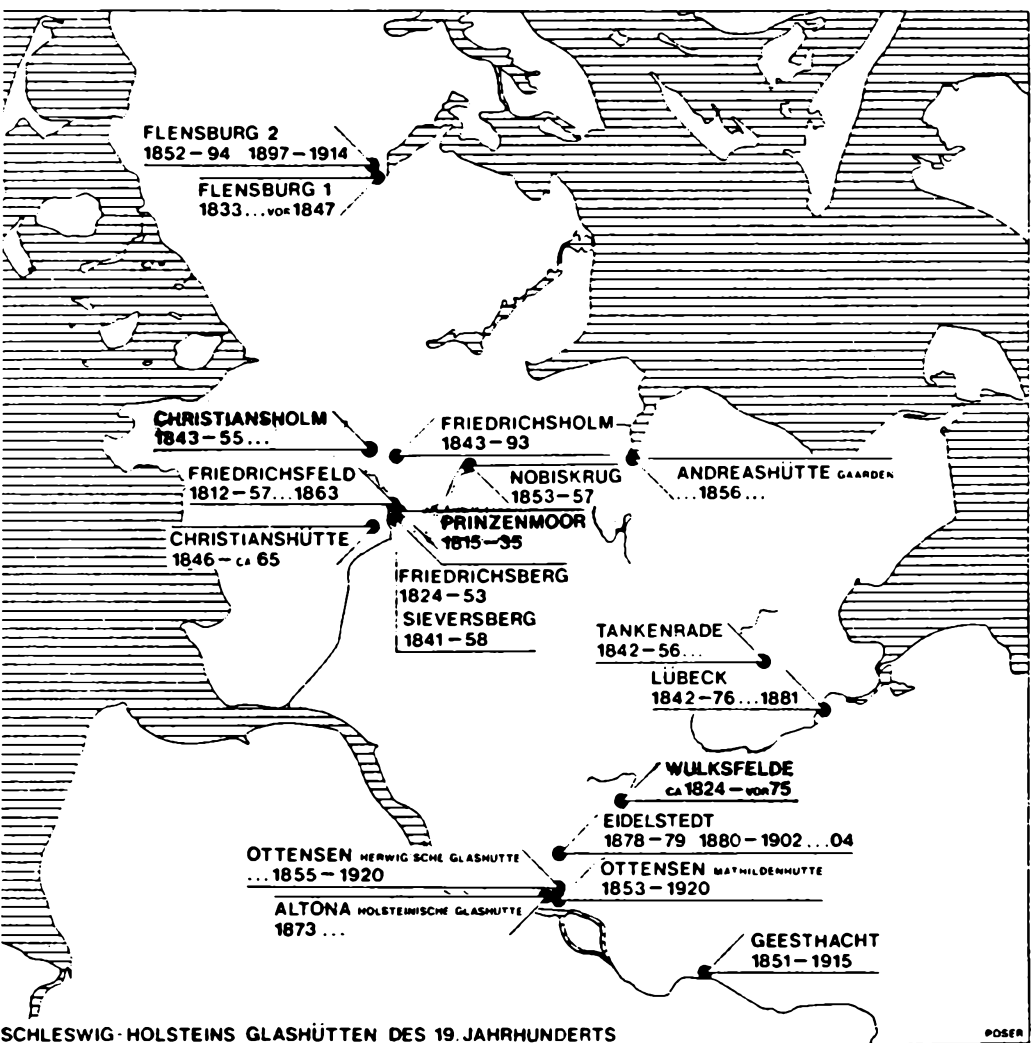 FLENSBURG 2
1852–94 1897–1914
FLENSBURG 1
1833...VOR 1847
CHRISTIANSHOLM
1843–55...
FRIEDRICHSHOLM
1843–93
FRIEDRICHSFELD
1812–57...1863
NOBISKRUG
1853–57
ANDREASHÜTTE GAARDEN
...1856...
PRINZENMOOR
1815–35
CHRISTIANSHÜTTE
1846–CA 65
FRIEDRICHSBERG
1824–53
SIEVERSBERG
1841–58
TANKENRADE
1842–56...
LÜBECK
1842–76...1881
WULKSFELDE
CA 1824–VOR 75
EIDELSTEDT
1878–79 1880–1902...04
OTTENSEN HERWIG SCHE GLASHÜTTE
...1855–1920
OTTENSEN MATHILDENHÜTTE
1853–1920
ALTONA HOLSTEINISCHE GLASHÜTTE
1873...
GEESTHACHT
1851–1915
SCHLESWIG-HOLSTEINS GLASHÜTTEN DES 19. JAHRHUNDERTS
POSER